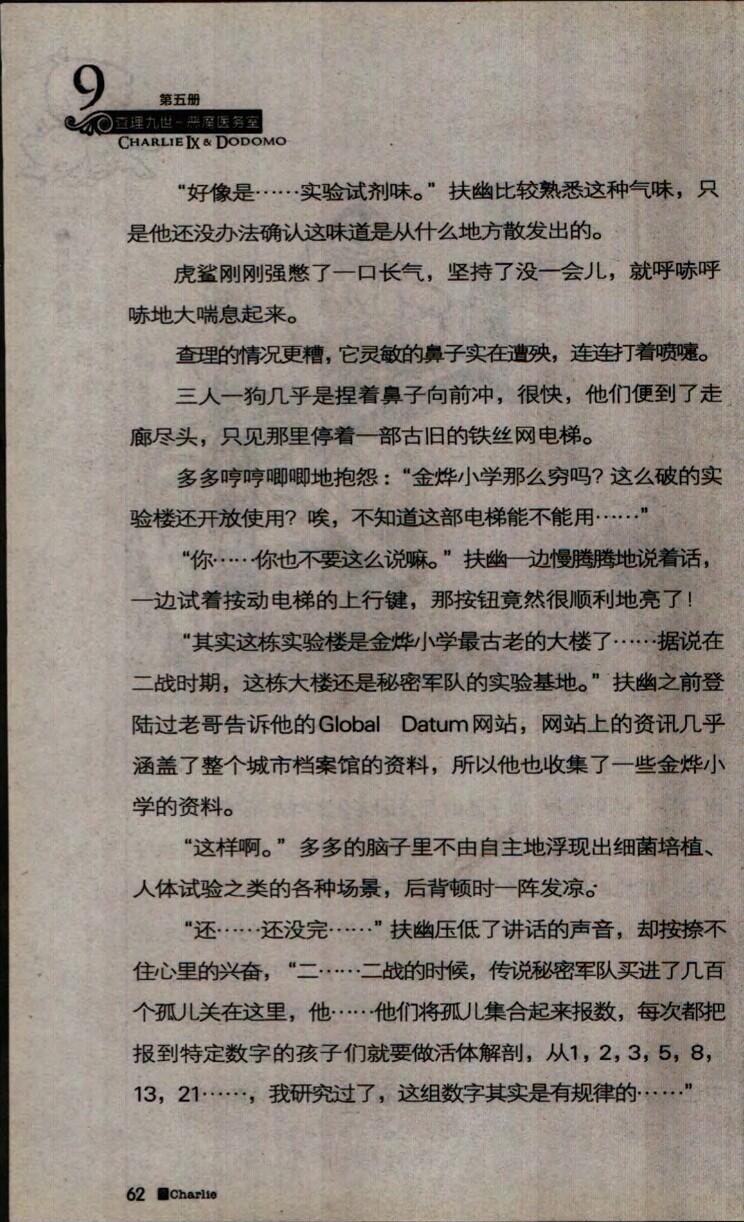 9
第五册
查理九世-恶魔医务室
CHARLIE IX & DODOMO
“好像是……实验试剂味。”扶幽比较熟悉这种气味，只
是他还没办法确认这味道是从什么地方散发出的。
虎鲨刚刚强憋了一口长气，坚持了没一会儿，就呼哧呼
哧地大喘息起来。
查理的情况更糟，它灵敏的鼻子实在遭殃，连连打着喷嚏。
三人一狗几乎是捏着鼻子向前冲，很快，他们便到了走
廊尽头，只见那里停着一部古旧的铁丝网电梯。
多多哼哼唧唧地抱怨：“金烨小学那么穷吗？这么破的实
验楼还开放使用？唉，不知道这部电梯能不能用……”
“你……你也不要这么说嘛。”扶幽一边慢腾腾地说着话，
一边试着按动电梯的上行键，那按钮竟然很顺利地亮了！
“其实这栋实验楼是金烨小学最古老的大楼了……据说在
二战时期，这栋大楼还是秘密军队的实验基地。”扶幽之前登
陆过老哥告诉他的Global Datum网站，网站上的资讯几乎
涵盖了整个城市档案馆的资料，所以他也收集了一些金烨小
学的资料。
“这样啊。”多多的脑子里不由自主地浮现出细菌培植、
人体试验之类的各种场景，后背顿时一阵发凉。
“还……还没完……”扶幽压低了讲话的声音，却按捺不
住心里的兴奋，“二……二战的时候，传说秘密军队买进了几百
个孤儿关在这里，他……他们将孤儿集合起来报数，每次都把
报到特定数字的孩子们就要做活体解剖，从1，2，3，5，8，
13，21……，我研究过了，这组数字其实是有规律的……”
62 Charlie